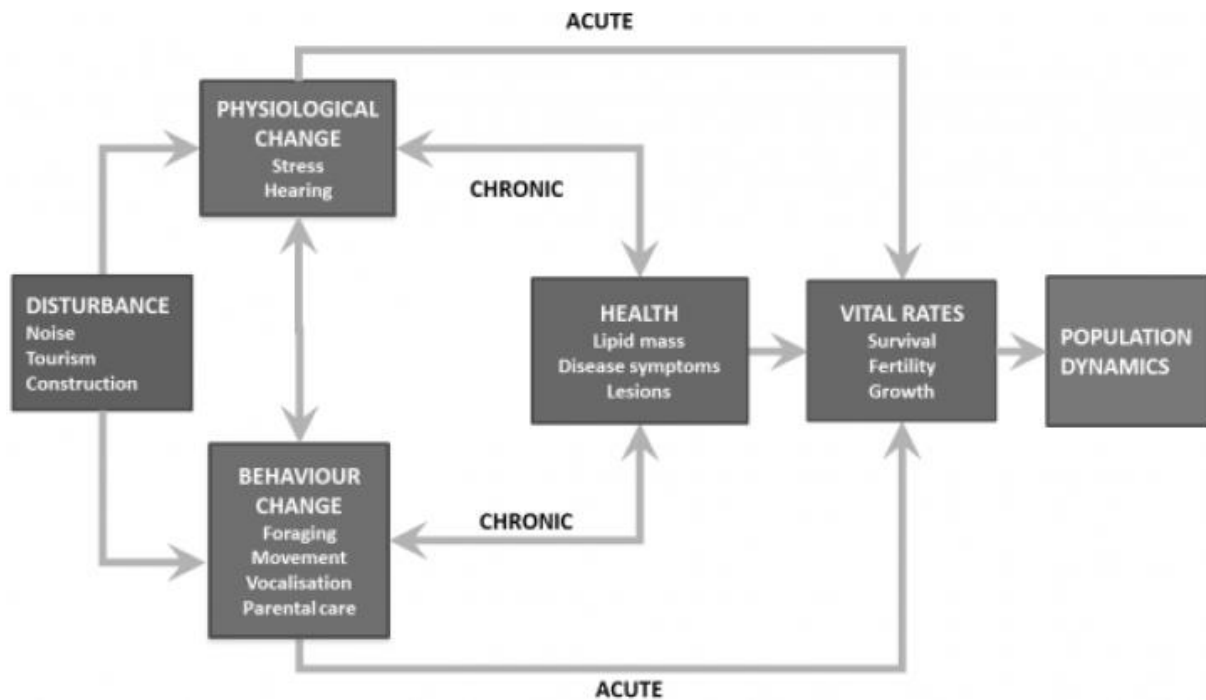 ACUTE
PHYSIOLOGICAL
CHANGE
Stress
Hearing
CHRONIC
DISTURBANCE
Noise
Tourism
Construction
HEALTH
Lipid mass
Disease symptoms
Lesions
VITAL RATES
Survival
Fertility
Growth
POPULATION
DYNAMICS
BEHAVIOUR
CHANGE
Foraging
Movement
Vocalisation
Parental care
CHRONIC
ACUTE